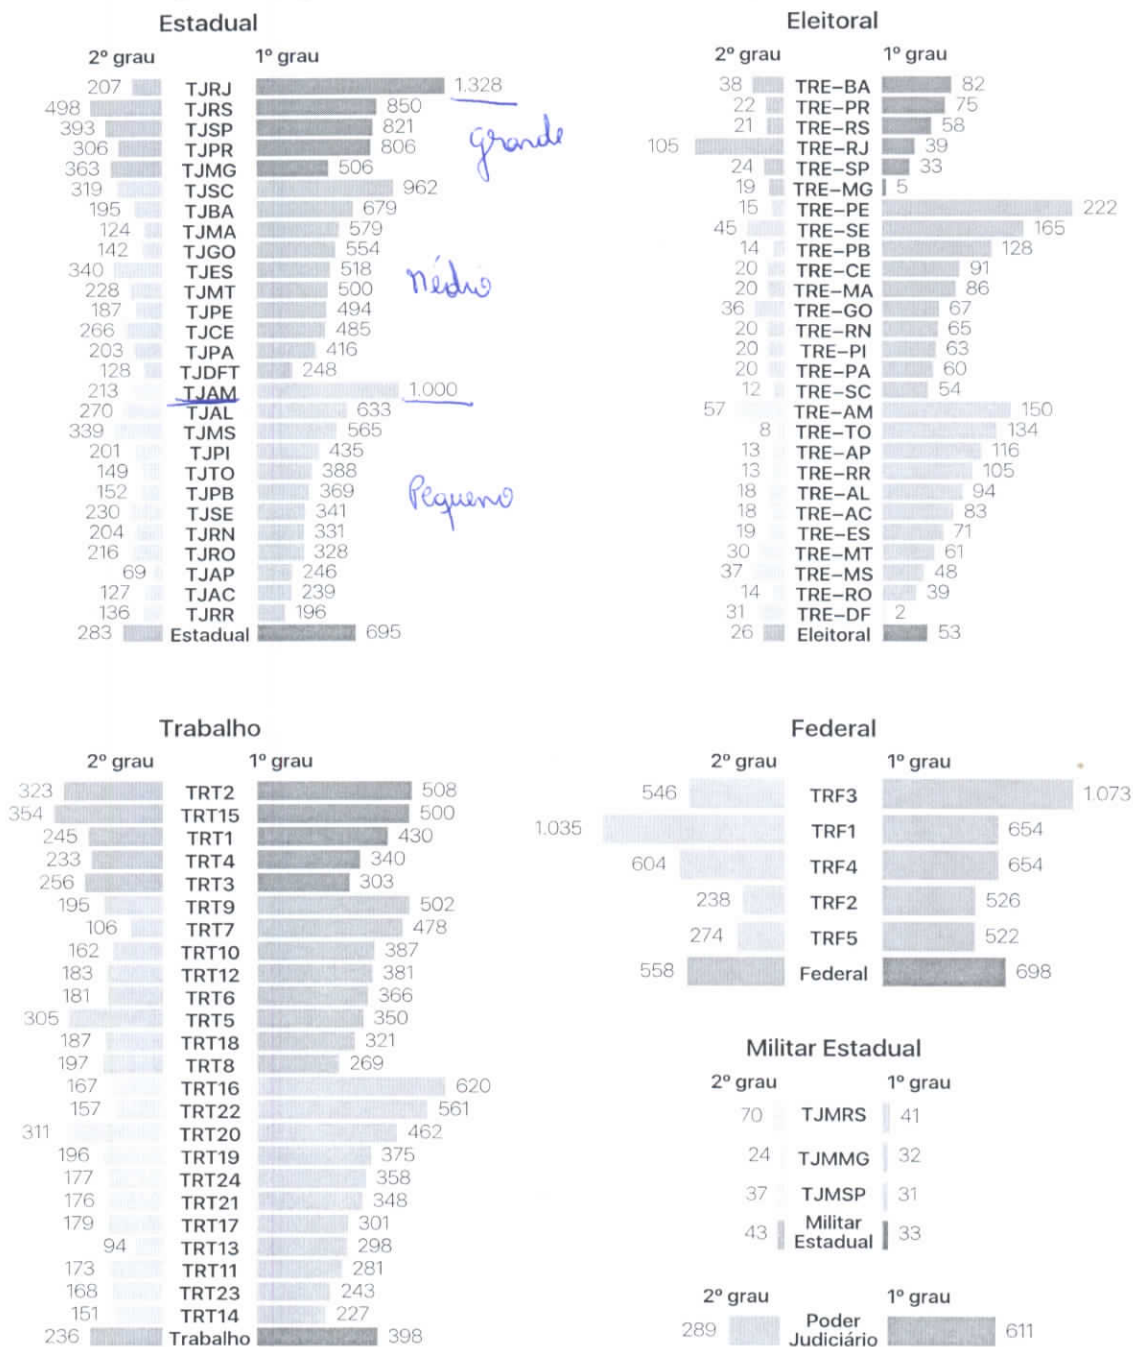 Estadual
2º grau 1º grau
207 TJRJ 1.328
498 TJRS 850
393 TJSP 821
grande
306 TJPR 806
363 TJMG 506
319 TJSC 962
195 TJBA 679
124 TJMA 579
142 TJGO 554
340 TJES 518
Médio
228 TJMT 500
187 TJPE 494
266 TJCE 485
203 TJPA 416
128 TJDFT 248
213 TJAM 1.000
270 TJAL 633
339 TJMS 565
201 TJPI 435
149 TJTO 388
152 TJPB 369
Pequeno
230 TJSE 341
204 TJRN 331
216 TJRO 328
69 TJAP 246
127 TJAC 239
136 TJRR 196
283 Estadual 695
Eleitoral
2º grau 1º grau
38 TRE-BA 82
22 TRE-PR 75
21 TRE-RS 58
105 TRE-RJ 39
24 TRE-SP 33
19 TRE-MG 5
15 TRE-PE 222
45 TRE-SE 165
14 TRE-PB 128
20 TRE-CE 91
20 TRE-MA 86
36 TRE-GO 67
20 TRE-RN 65
20 TRE-PI 63
20 TRE-PA 60
12 TRE-SC 54
57 TRE-AM 150
8 TRE-TO 134
13 TRE-AP 116
13 TRE-RR 105
18 TRE-AL 94
18 TRE-AC 83
19 TRE-ES 71
30 TRE-MT 61
37 TRE-MS 48
14 TRE-RO 39
31 TRE-DF 2
26 Eleitoral 53
Trabalho
2º grau 1º grau
323 TRT2 508
354 TRT15 500
245 TRT1 430
233 TRT4 340
256 TRT3 303
195 TRT9 502
106 TRT7 478
162 TRT10 387
183 TRT12 381
181 TRT6 366
305 TRT5 350
187 TRT18 321
197 TRT8 269
167 TRT16 620
157 TRT22 561
311 TRT20 462
196 TRT19 375
177 TRT24 358
176 TRT21 348
179 TRT17 301
94 TRT13 298
173 TRT11 281
168 TRT23 243
151 TRT14 227
236 Trabalho 398
Federal
2º grau 1º grau
546 TRF3 1.073
1.035 TRF1 654
604 TRF4 654
238 TRF2 526
274 TRF5 522
558 Federal 698
Militar Estadual
2º grau 1º grau
70 TJMRS 41
24 TJMMG 32
37 TJMSP 31
Militar
43 Estadual 33
2º grau 1º grau
Poder
289 Judiciário 611